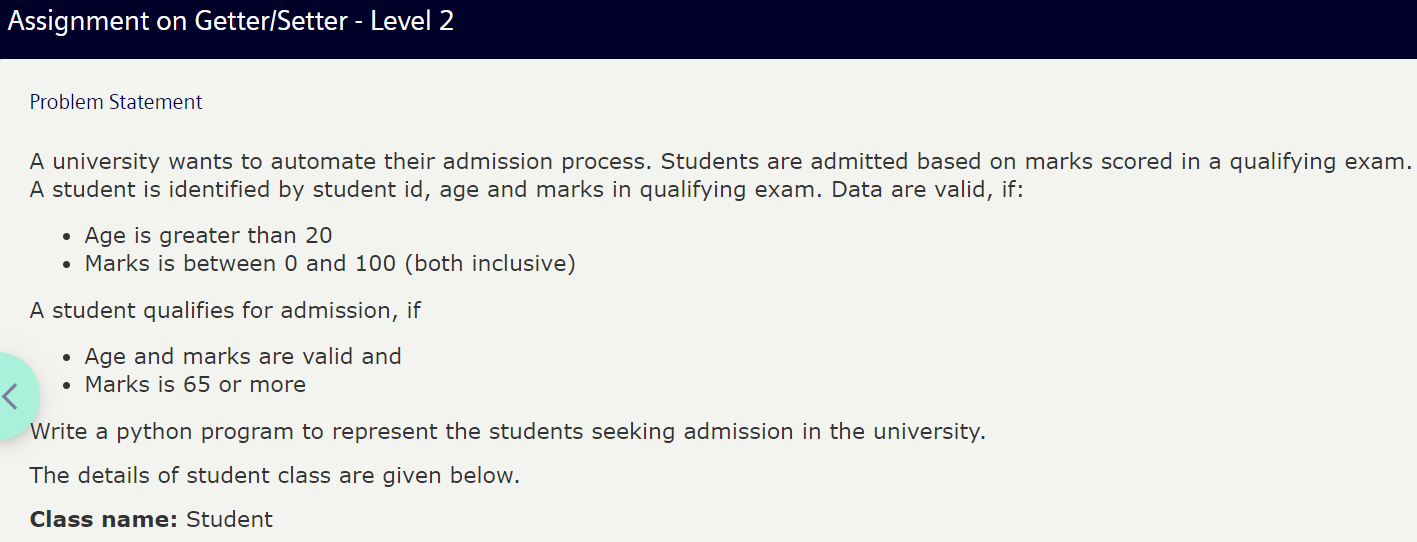 Assignment on Getter/Setter - Level 2
Problem Statement
A university wants to automate their admission process. Students are admitted based on marks scored in a qualifying exam.
A student is identified by student id, age and marks in qualifying exam. Data are valid, if:
• Age is greater than 20
• Marks is between 0 and 100 (both inclusive)
A student qualifies for admission, if
• Age and marks are valid and
• Marks is 65 or more
Write a python program to represent the students seeking admission in the university.
The details of student class are given below.
Class name: Student